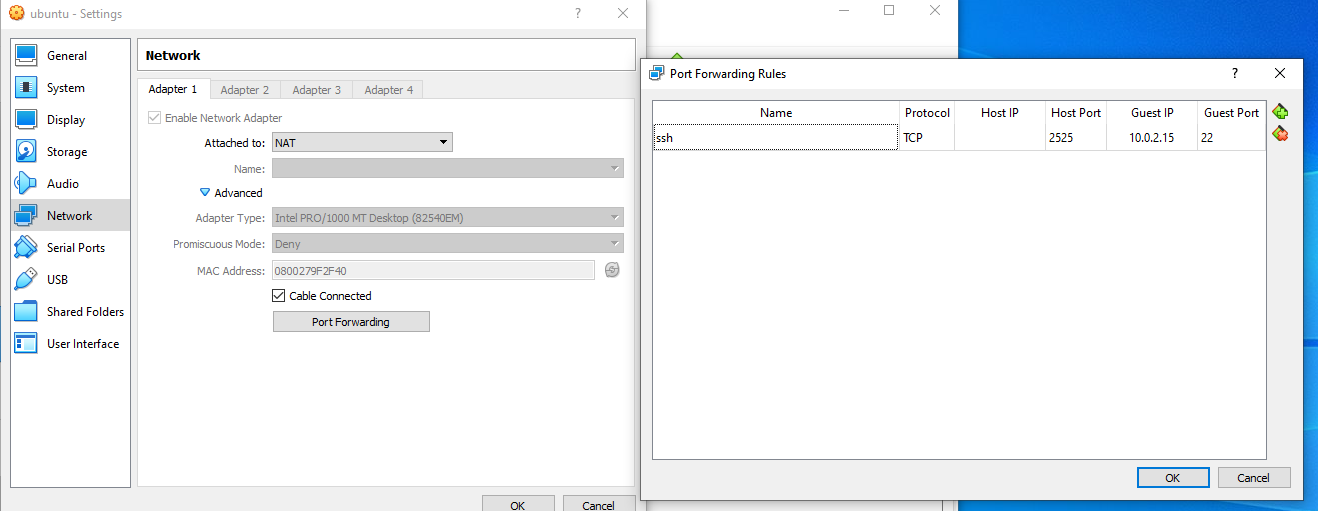 ubuntu - Settings
?
General
System
Display
Storage
Audio
Network
Serial Ports
USB
Shared Folders
User Interface
Network
Adapter 1 Adapter 2 Adapter 3 Adapter 4
Enable Network Adapter
Attached to: NAT
Name:
Advanced
Adapter Type: Intel PRO/1000 MT Desktop (82540EM)
Promiscuous Mode: Deny
MAC Address: 0800279F2F40
Cable Connected
Port Forwarding
OK Cancel
Port Forwarding Rules
?
Name Protocol Host IP Host Port Guest IP Guest Port
ssh TCP 2525 10.0.2.15 22
OK Cancel